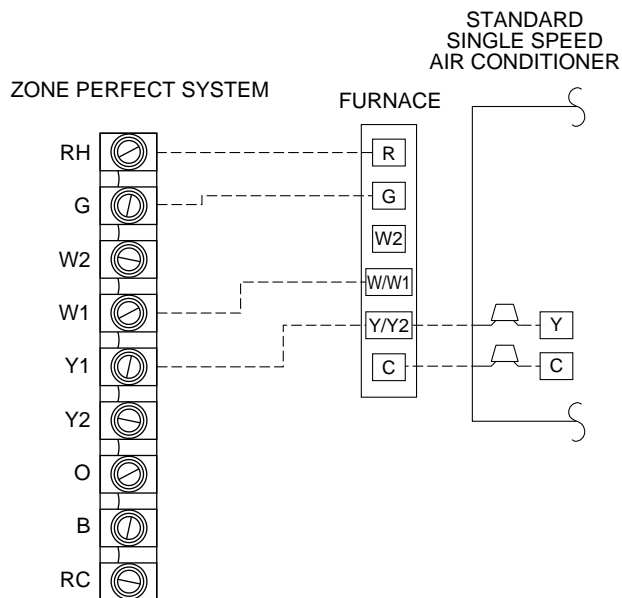 STANDARD
SINGLE SPEED
AIR CONDITIONER
ZONE PERFECT SYSTEM
FURNACE
RH
R
G
G
W2
W2
W1
W/W1
Y/Y2
Y
Y1
C
C
Y2
O
B
RC